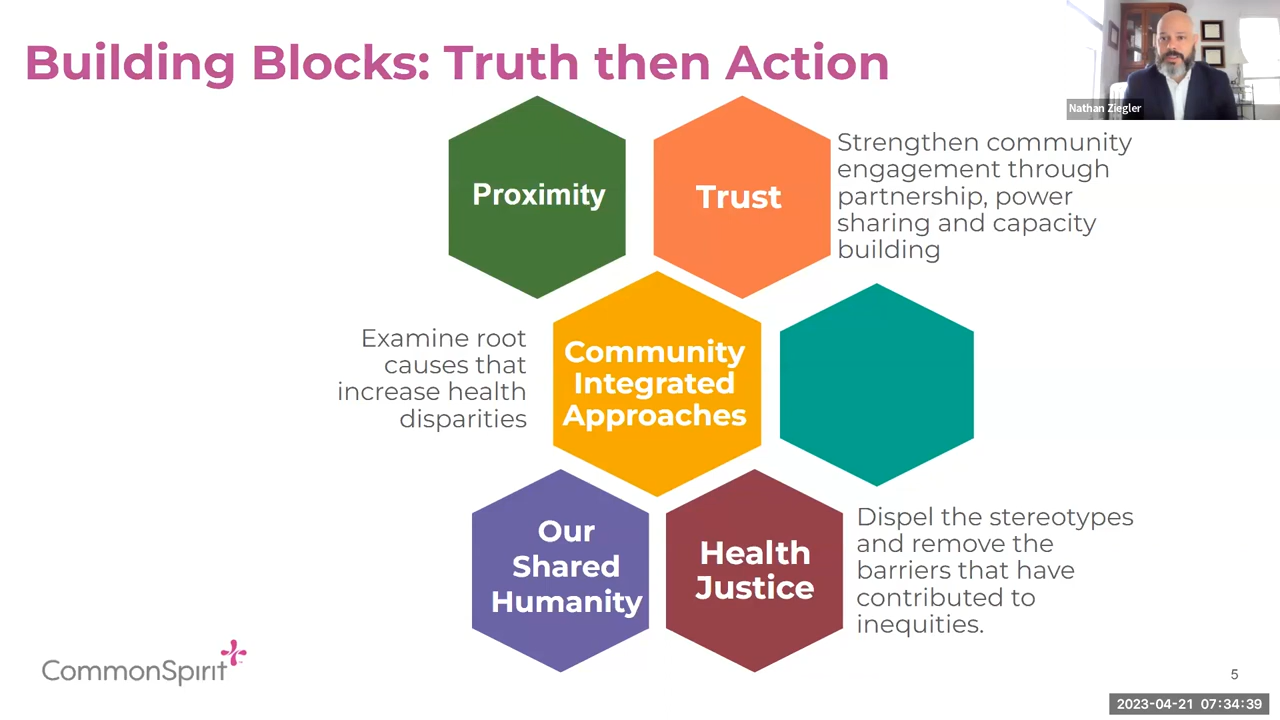 Building Blocks: Truth then Action
Nathan Ziegler
Proximity
Trust
Strengthen community
engagement through
partnership, power
sharing and capacity
building
Examine root
causes that
increase health
disparities
Community
Integrated
Approaches
Our
Shared
Humanity
Health
Justice
Dispel the stereotypes
and remove the
barriers that have
contributed to
inequities.
CommonSpirit
5
2023-04-21 07:34:39